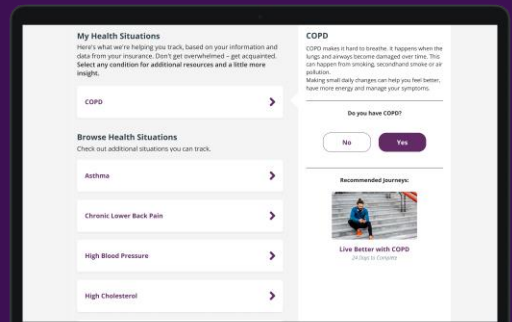 My Health Situations
Here's what we're helping you track, based on your information and
data from your insurance. Don't get overwhelmed – get acquainted.
Select any condition for additional resources and a little more
insight.
COPD
Browse Health Situations
Check out additional situations you can track.
Asthma
Chronic Lower Back Pain
High Blood Pressure
High Cholesterol
COPD
COPD makes it hard to breathe. It happens when the
lungs and airways become damaged over time. This
can happen from smoking, secondhand smoke or air
pollution.
Making small daily changes can help you feel better,
have more energy and manage your symptoms.
Do you have COPD?
No
Yes
Recommended Journeys:
Live Better with COPD
24 Days to Complete